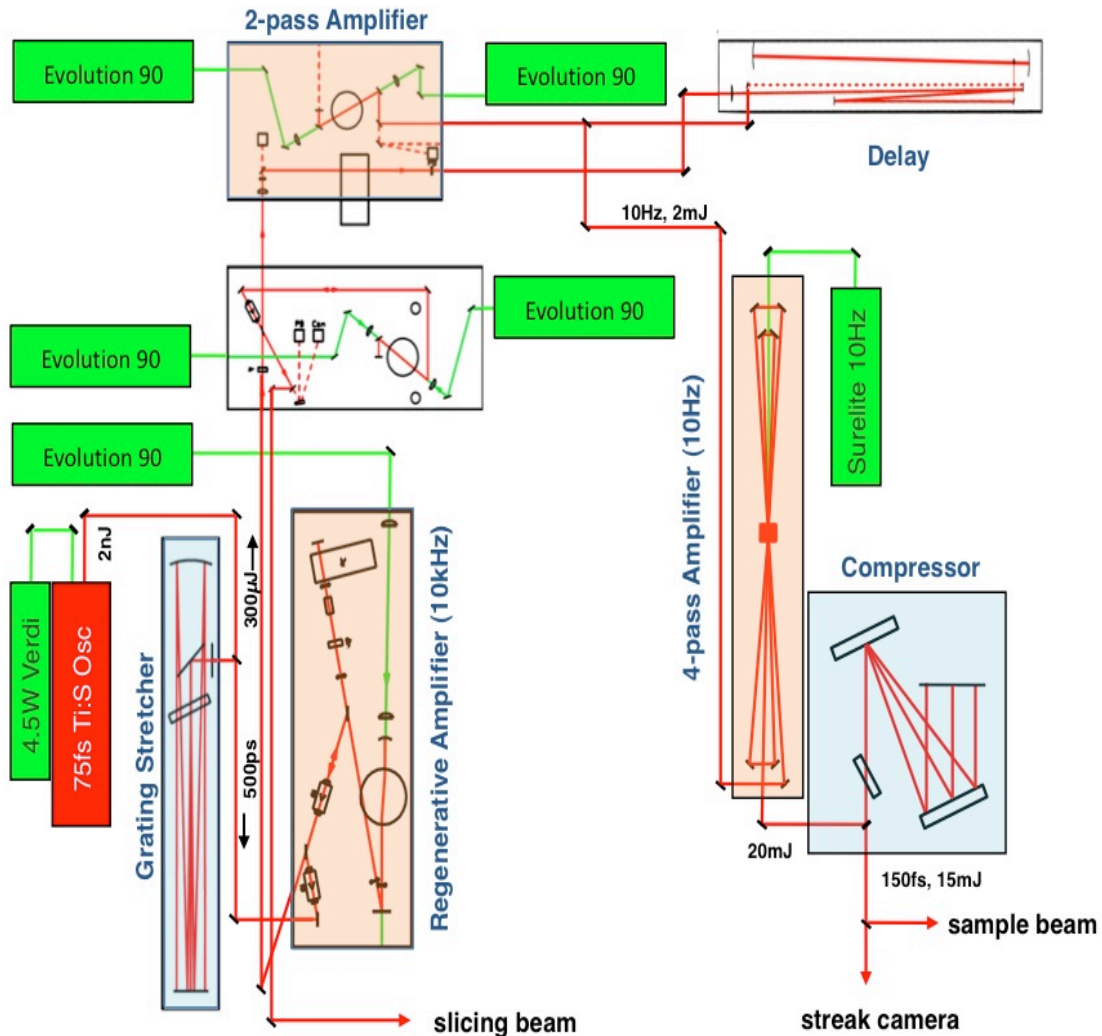 2-pass Amplifier
Evolution 90
Evolution 90
Delay
10Hz, 2mJ
Evolution 90
Evolution 90
PD Cam
Surelite 10Hz
4-pass Amplifier (10Hz)
Evolution 90
2nJ
300µJ
500ps
4.5W Verdi
75fs Ti:S Osc
Grating Stretcher
Regenerative Amplifier (10kHz)
Compressor
20mJ
150fs, 15mJ
sample beam
slicing beam
streak camera